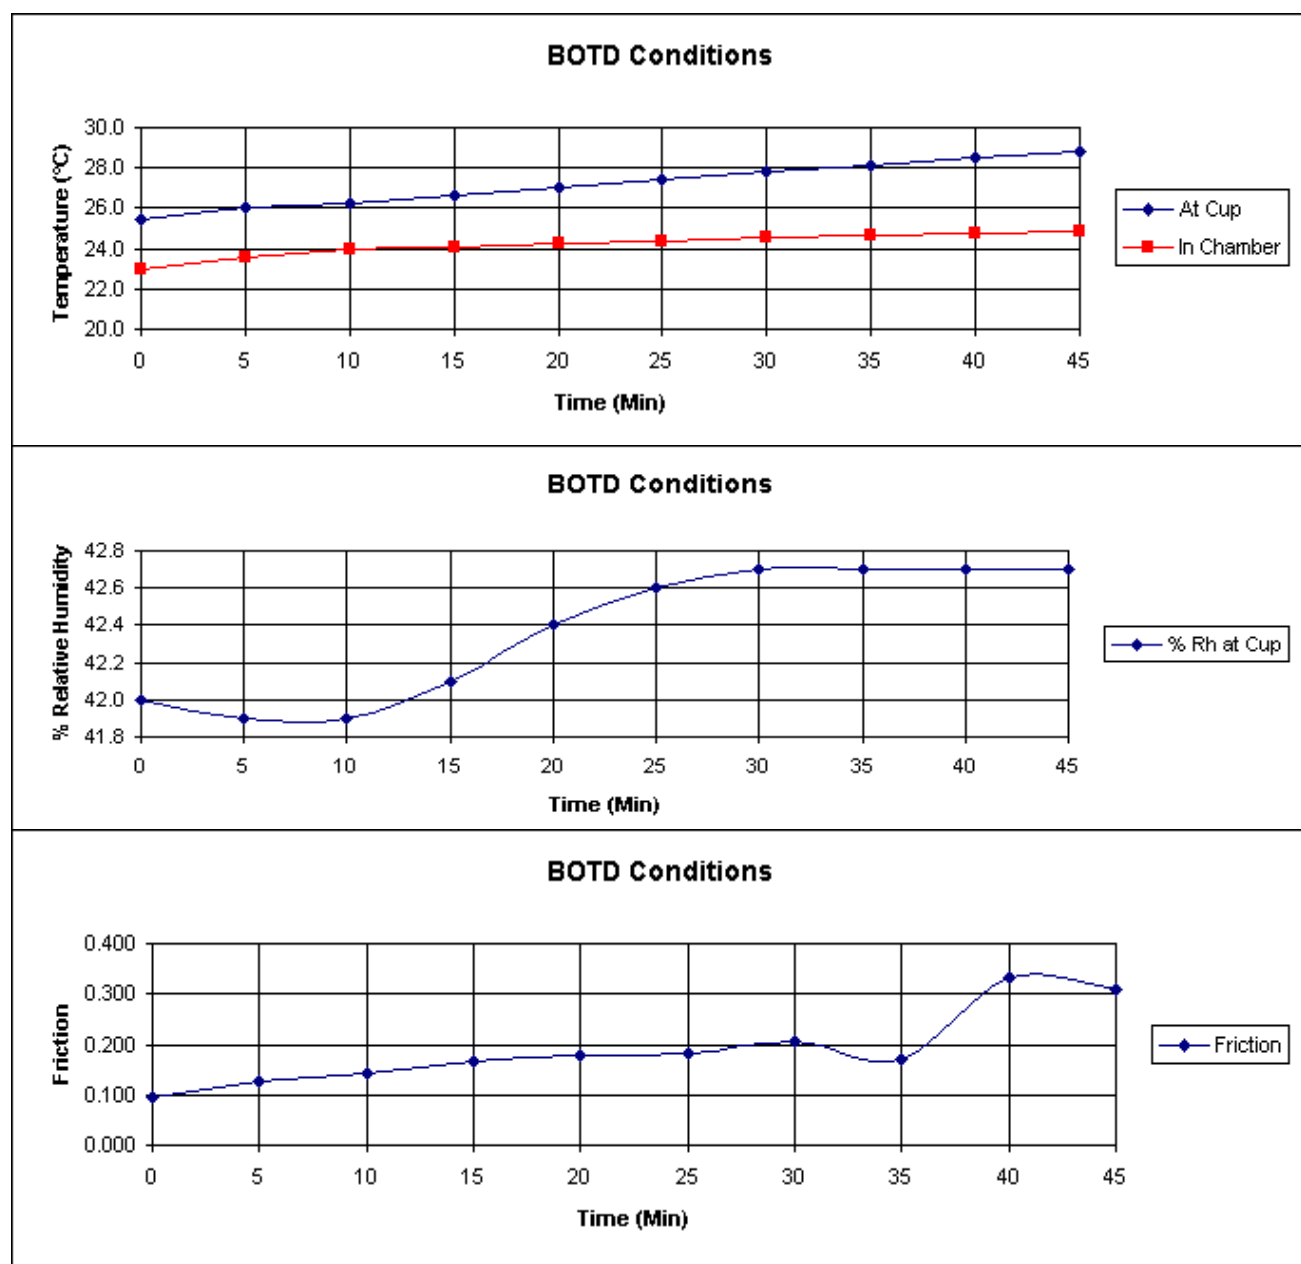 BOTD Conditions
Temperature (°C)
30.0
28.0
26.0
24.0
22.0
20.0
0 5 10 15 20 25 30 35 40 45
Time (Min)
At Cup
In Chamber
BOTD Conditions
% Relative Humidity
42.8
42.6
42.4
42.2
42.0
41.8
0 5 10 15 20 25 30 35 40 45
Time (Min)
% Rh at Cup
BOTD Conditions
Friction
0.400
0.300
0.200
0.100
0.000
0 5 10 15 20 25 30 35 40 45
Time (Min)
Friction